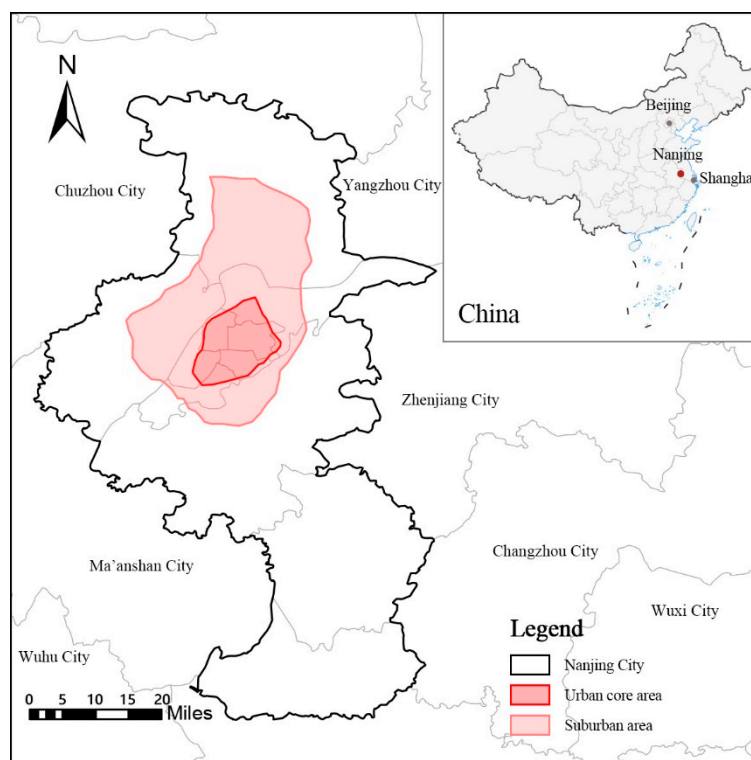 N
Chuzhou City
Yangzhou City
Zhenjiang City
Ma'anshan City
Changzhou City
Wuxi City
Wuhu City
0 5 10 15 20
Miles
Beijing
Nanjing
Shangha
China
Legend
Nanjing City
Urban core area
Suburban area